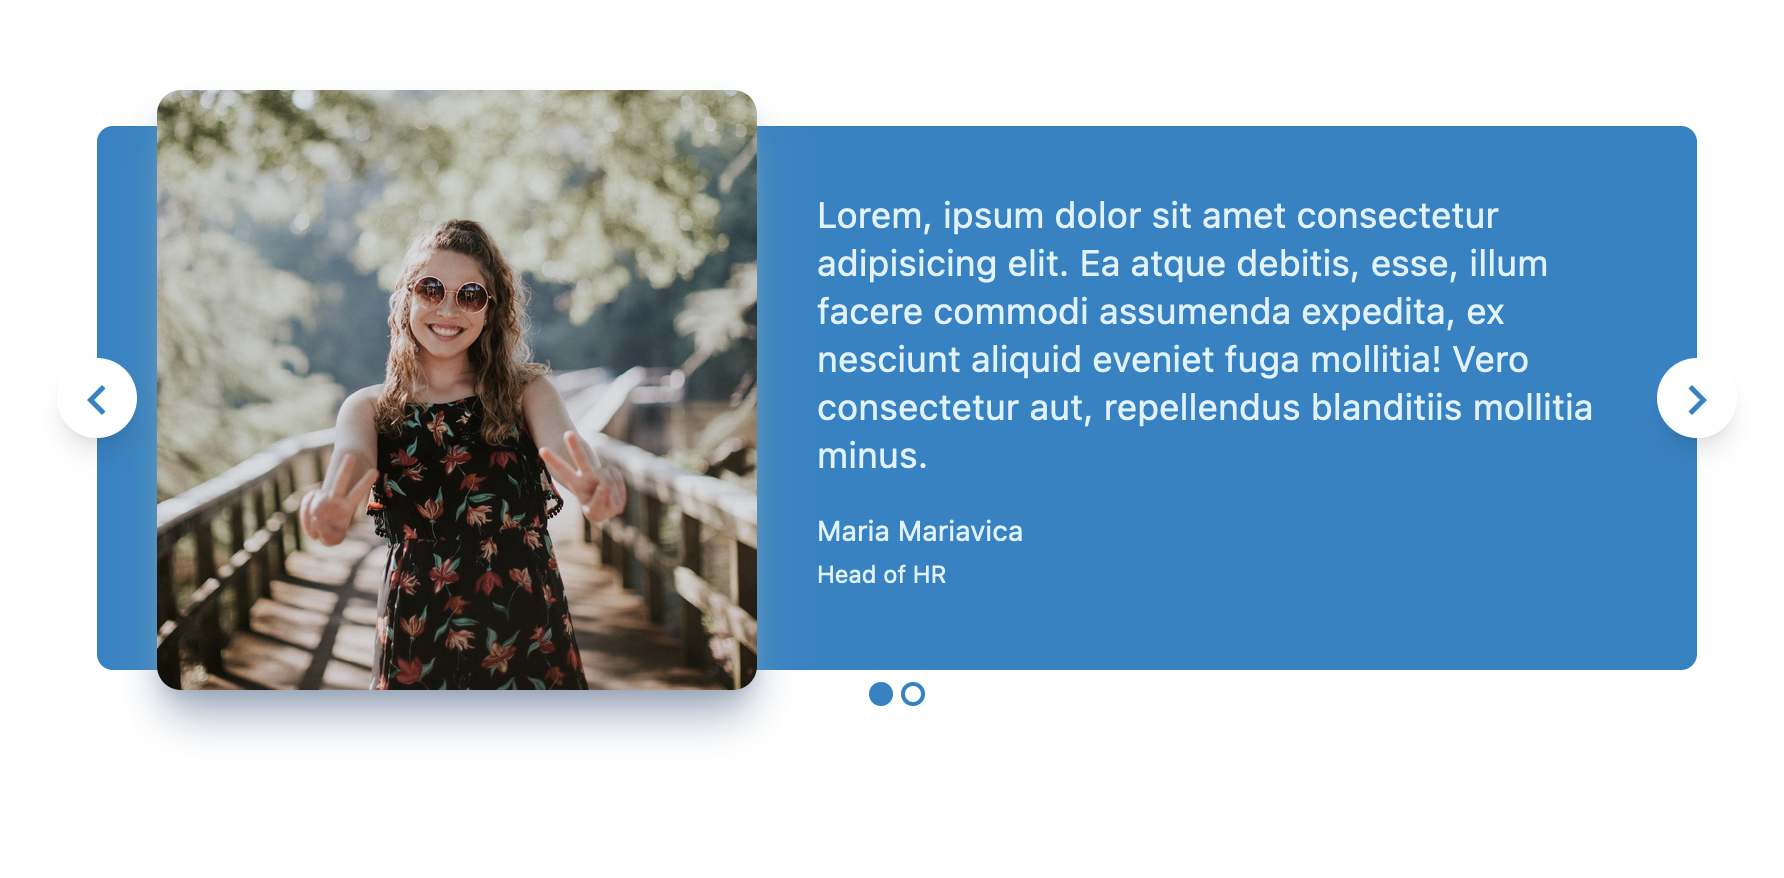 Lorem, ipsum dolor sit amet consectetur
adipisicing elit. Ea atque debitis, esse, illum
facere commodi assumenda expedita, ex
nesciunt aliquid eveniet fuga mollitia! Vero
consectetur aut, repellendus blanditiis mollitia
minus.
Maria Mariavica
Head of HR